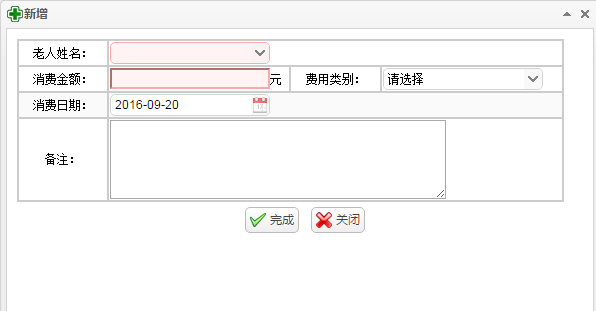 新增
老人姓名：
消费金额： 元 费用类别： 请选择
消费日期： 2016-09-20
备注：
完成 关闭